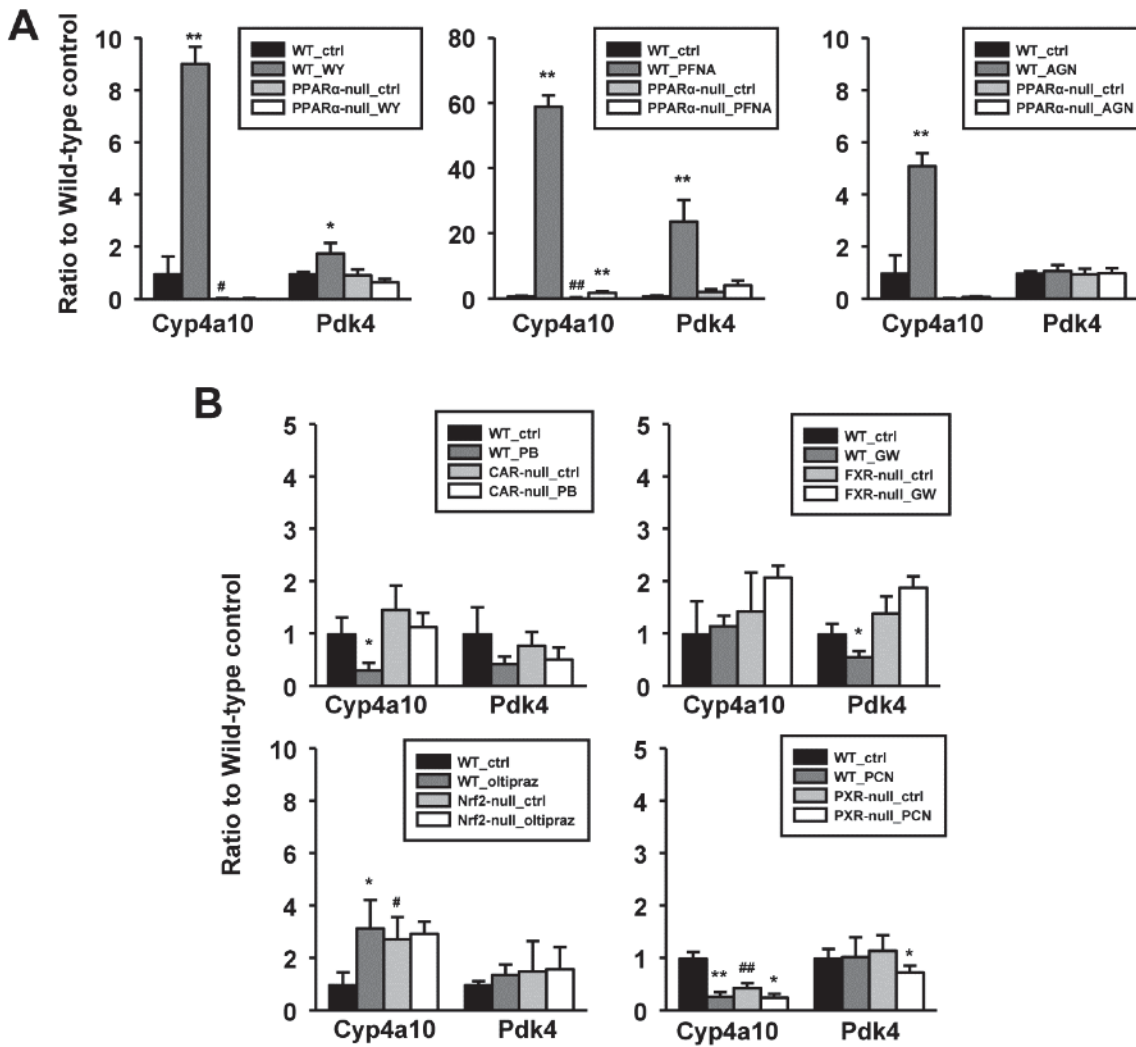 A
Ratio to Wild-type control
10
8
6
4
2
0
**
#
*
WT_ctrl
WT_WY
PPARα-null_ctrl
PPARα-null_WY
Cyp4a10
Pdk4
80
60
40
20
0
**
##
**
**
WT_ctrl
WT_PFNA
PPARα-null_ctrl
PPARα-null_PFNA
Cyp4a10
Pdk4
10
8
6
4
2
0
**
WT_ctrl
WT_AGN
PPARα-null_ctrl
PPARα-null_AGN
Cyp4a10
Pdk4
B
Ratio to Wild-type control
5
4
3
2
1
0
*
WT_ctrl
WT_PB
CAR-null_ctrl
CAR-null_PB
Cyp4a10
Pdk4
5
4
3
2
1
0
*
WT_ctrl
WT_GW
FXR-null_ctrl
FXR-null_GW
Cyp4a10
Pdk4
10
8
6
4
2
0
*
#
WT_ctrl
WT_oltipraz
Nrf2-null_ctrl
Nrf2-null_oltipraz
Cyp4a10
Pdk4
5
4
3
2
1
0
**
##
*
*
WT_ctrl
WT_PCN
PXR-null_ctrl
PXR-null_PCN
Cyp4a10
Pdk4